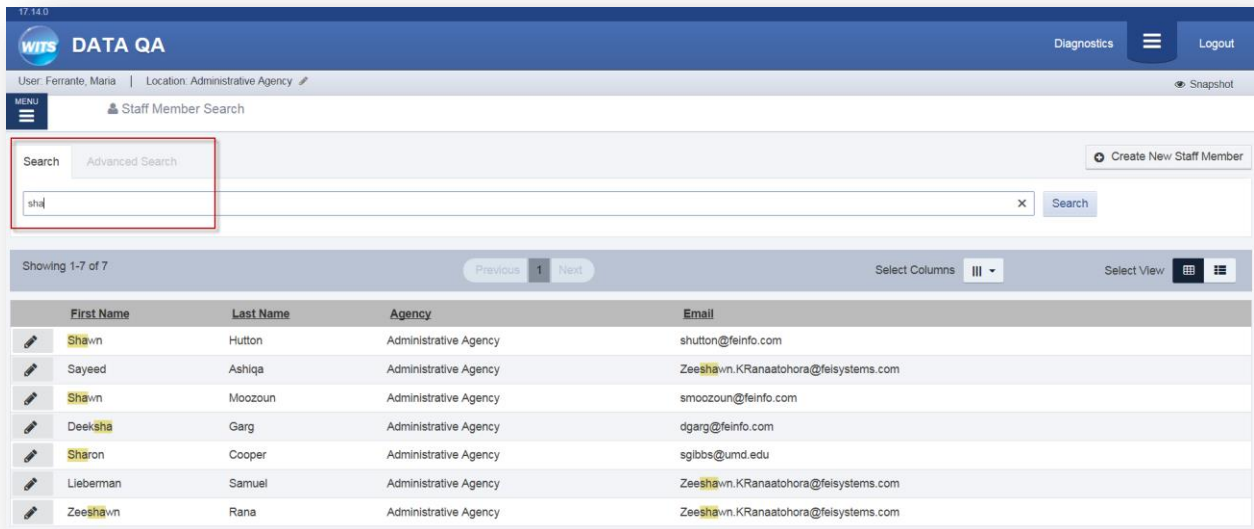 17.14.0
WITS DATA QA Diagnostics Logout
User: Ferrante, Maria | Location: Administrative Agency Snapshot
MENU Staff Member Search
Search Advanced Search Create New Staff Member
sha Search
Showing 1-7 of 7 Previous 1 Next Select Columns Select View
First Name Last Name Agency Email
Shawn Hutton Administrative Agency shutton@feinfo.com
Sayeed Ashiqa Administrative Agency Zeeshawn.KRanaatohora@feisystems.com
Shawn Moozoun Administrative Agency smoozoun@feinfo.com
Deeksha Garg Administrative Agency dgarg@feinfo.com
Sharon Cooper Administrative Agency sgibbs@umd.edu
Lieberman Samuel Administrative Agency Zeeshawn.KRanaatohora@feisystems.com
Zeeshawn Rana Administrative Agency Zeeshawn.KRanaatohora@feisystems.com